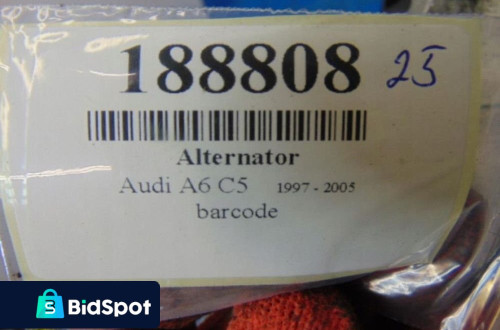 188808 25
Alternator
Audi A6 C5 1997 - 2005
barcode
BidSpot